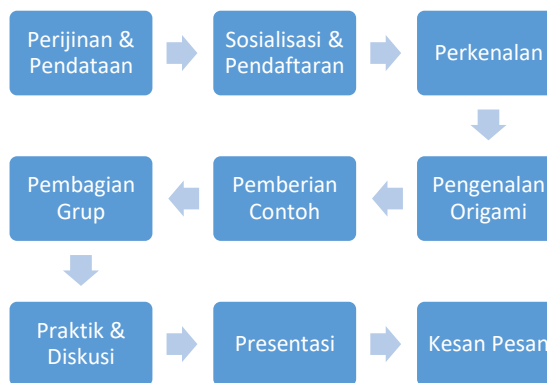 Perijinan &
Pendataan
Sosialisasi &
Pendaftaran
Perkenalan
Pengenalan
Origami
Pemberian
Contoh
Pembagian
Grup
Praktik &
Diskusi
Presentasi
Kesan Pesan